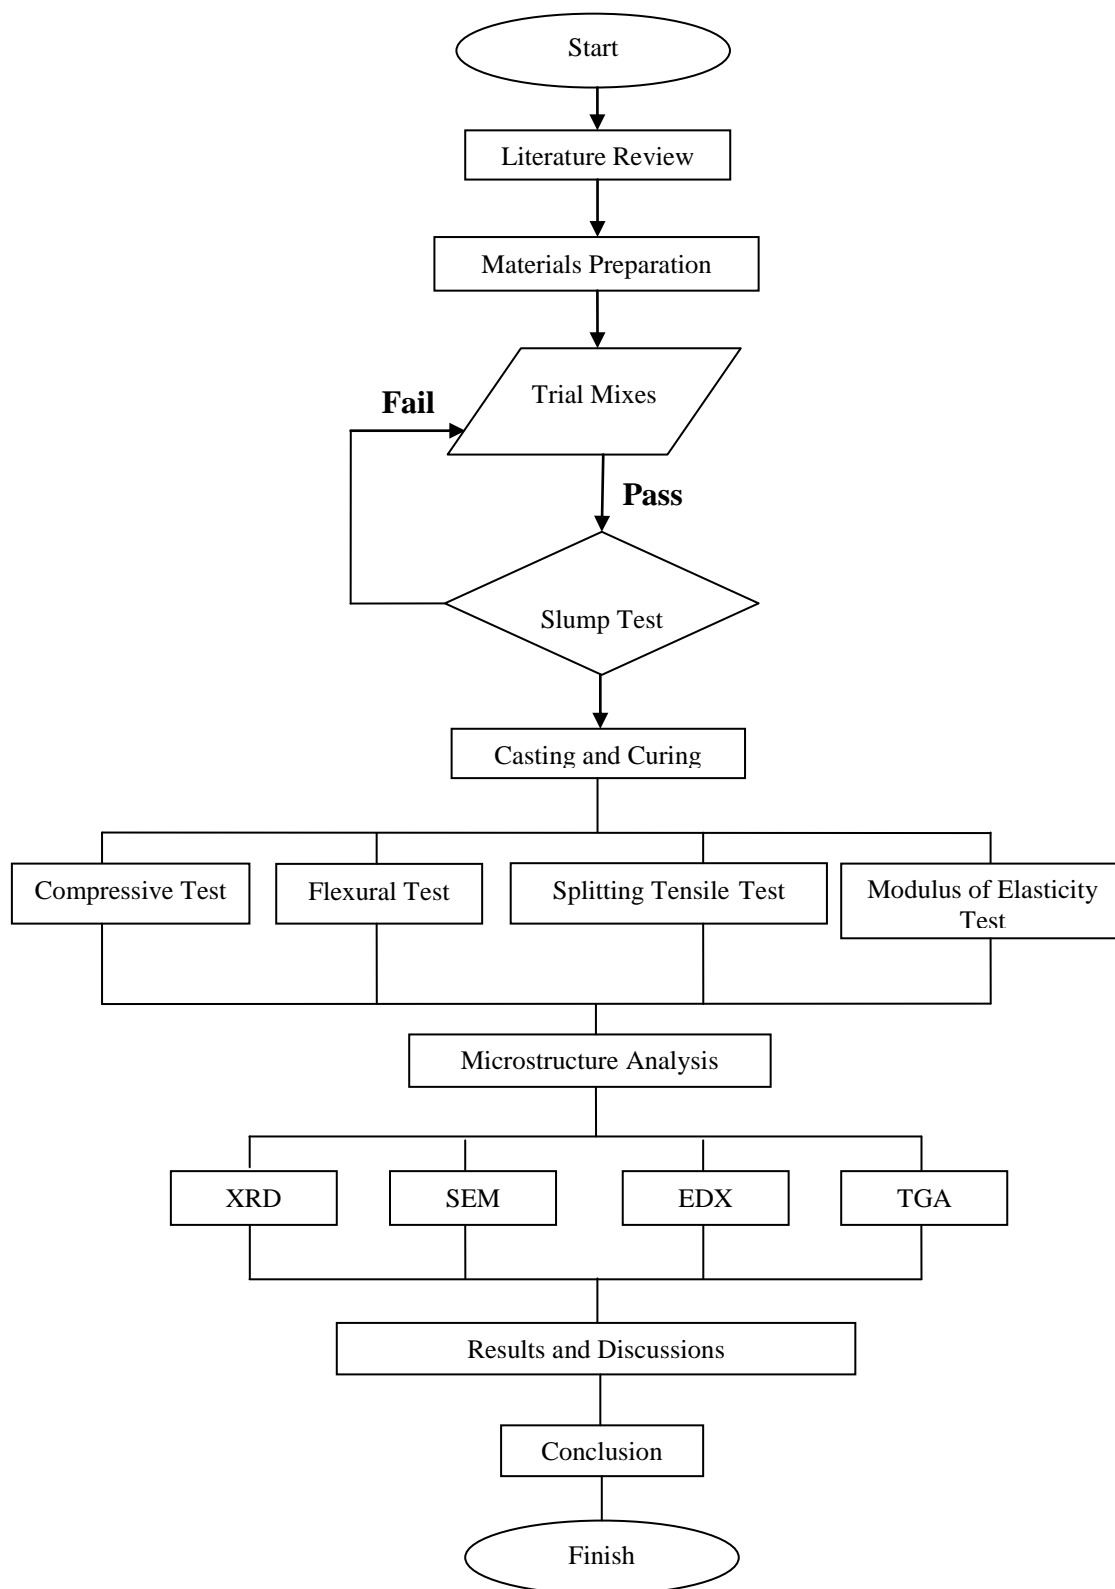 Start
Literature Review
Materials Preparation
Trial Mixes
Fail
Pass
Slump Test
Casting and Curing
Compressive Test
Flexural Test
Splitting Tensile Test
Modulus of Elasticity
Test
Microstructure Analysis
XRD
SEM
EDX
TGA
Results and Discussions
Conclusion
Finish